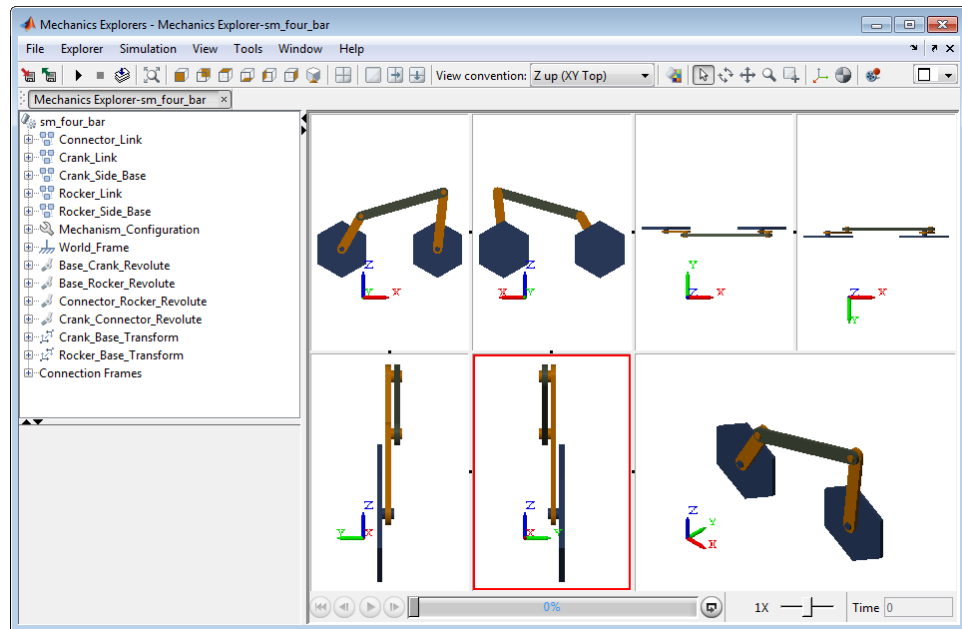 Mechanics Explorers - Mechanics Explorer-sm_four_bar
File Explorer Simulation View Tools Window Help
View convention: Z up (XY Top)
Mechanics Explorer-sm_four_bar ×
sm_four_bar
Connector_Link
Crank_Link
Crank_Side_Base
Rocker_Link
Rocker_Side_Base
Mechanism_Configuration
World_Frame
Base_Crank_Revolute
Base_Rocker_Revolute
Connector_Rocker_Revolute
Crank_Connector_Revolute
Crank_Base_Transform
Rocker_Base_Transform
Connection Frames
Z Y X
Z X Y
Y Z X
Z X Y
Z Y X
Z X Y
Z Y X
0% 1X Time 0